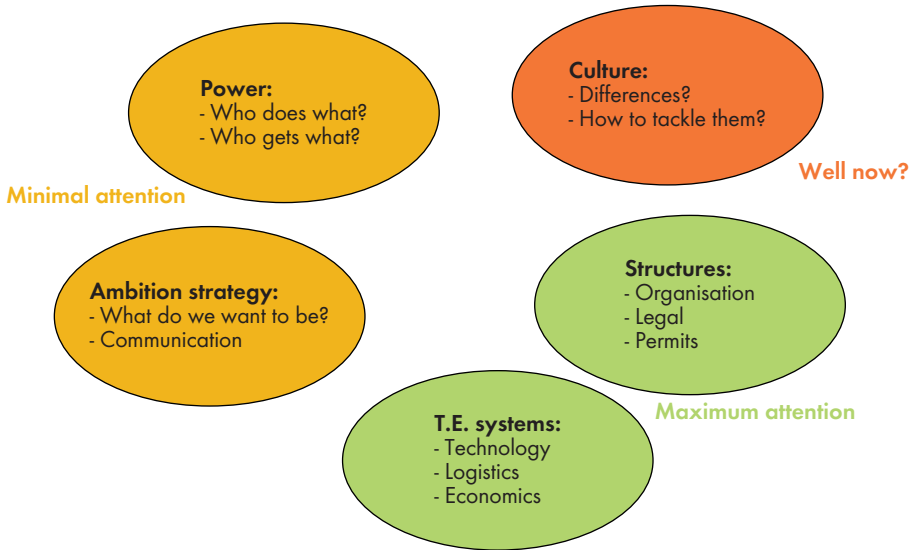 Power:
- Who does what?
- Who gets what?
Culture:
- Differences?
- How to tackle them?
Well now?
Minimal attention
Ambition strategy:
- What do we want to be?
- Communication
Structures:
- Organisation
- Legal
- Permits
Maximum attention
T.E. systems:
- Technology
- Logistics
- Economics